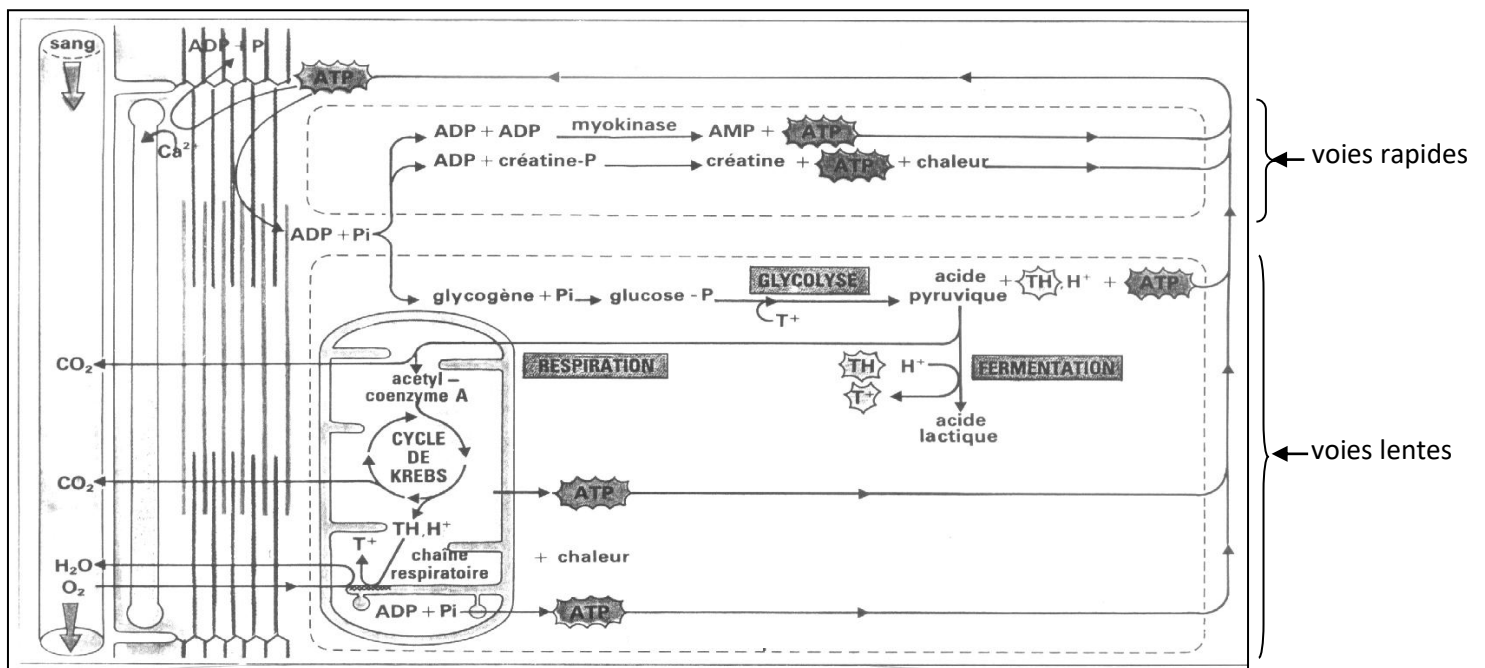 sang
ADP + P
ATP
Ca²⁺
ADP + ADP myokinase AMP + ATP
ADP + créatine-P créatine + ATP + chaleur
voies rapides
ADP + Pi
glycogène + Pi glucose - P GLYCOLYSE T⁺ acide pyruvique + TH, H⁺ + ATP
CO₂
RESPIRATION
TH H⁺ FERMENTATION
T⁺
acide
lactique
acetyl –
coenzyme A
CYCLE
DE
KREBS
voies lentes
CO₂
ATP
TH,H⁺
T⁺
chaîne
respiratoire
+ chaleur
H₂O
O₂
ADP + Pi ATP